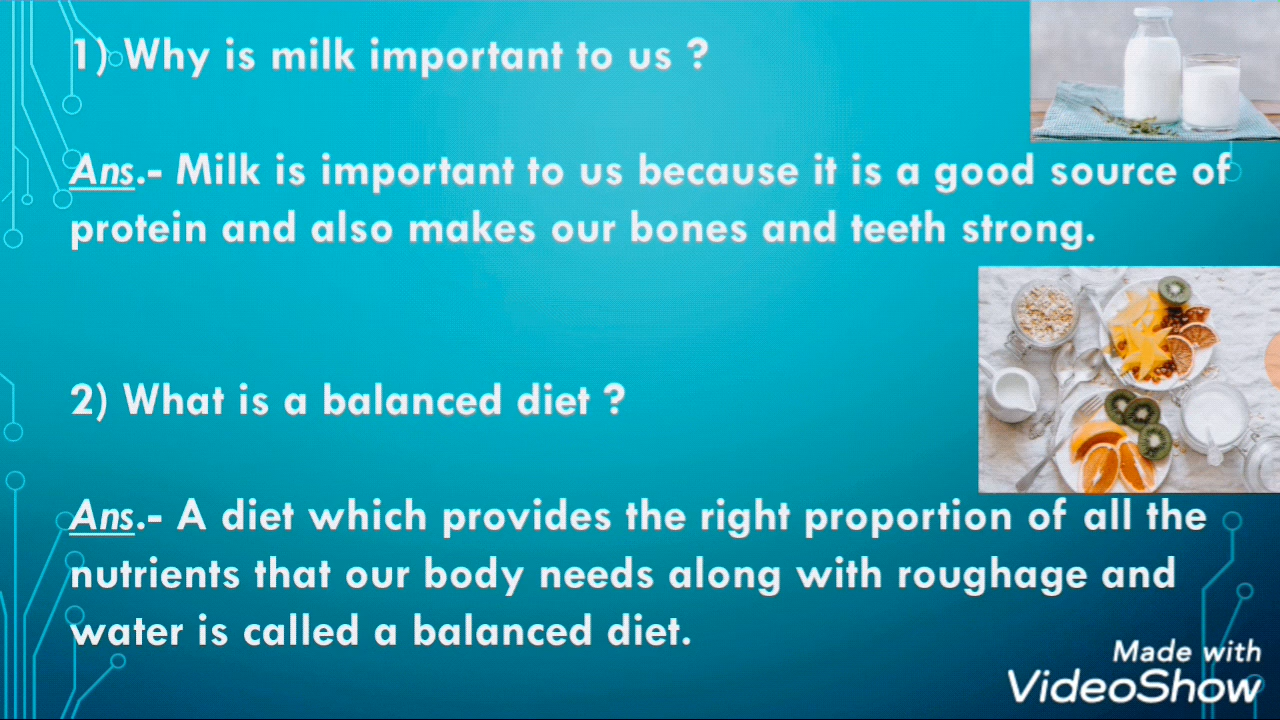 1) Why is milk important to us ?
Ans.- Milk is important to us because it is a good source of
protein and also makes our bones and teeth strong.
2) What is a balanced diet ?
Ans.- A diet which provides the right proportion of all the
nutrients that our body needs along with roughage and
water is called a balanced diet.
Made with
VideoShow